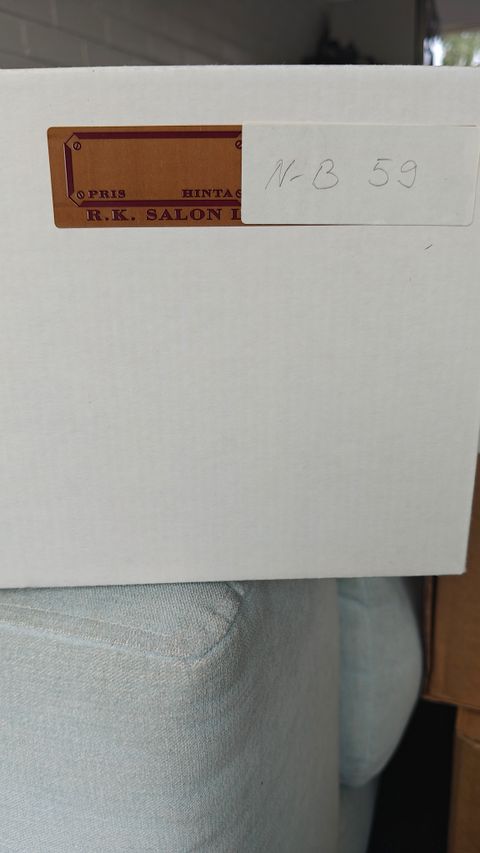 N-B 59
PRIS HINTA
R.K. SALON